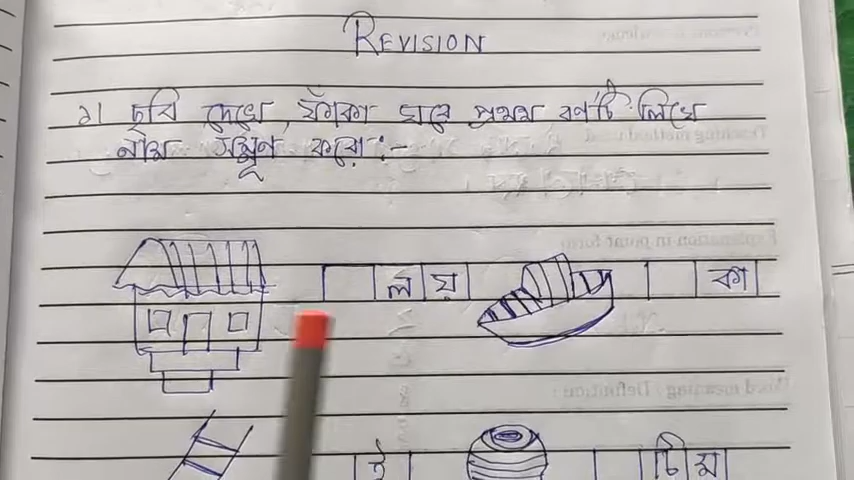 REVISION
১। ছবি দেখে, ফাঁকা ঘরে প্রথম বর্ণটি লিখে
নাম সম্পূর্ণ করো:-
ল য়
কা
ই
টি ম